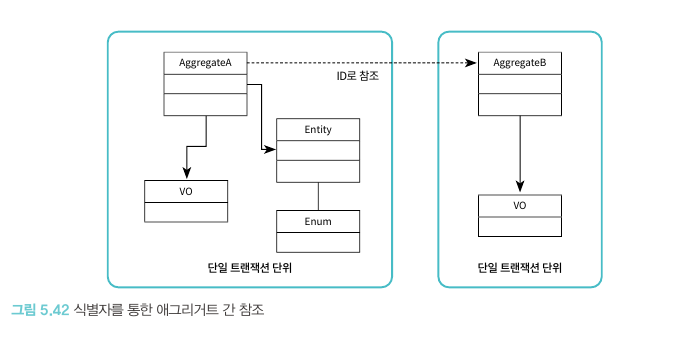 AggregateA
ID로 참조
AggregateB
Entity
VO
Enum
VO
단일 트랜잭션 단위
단일 트랜잭션 단위
그림 5.42 식별자를 통한 애그리거트 간 참조